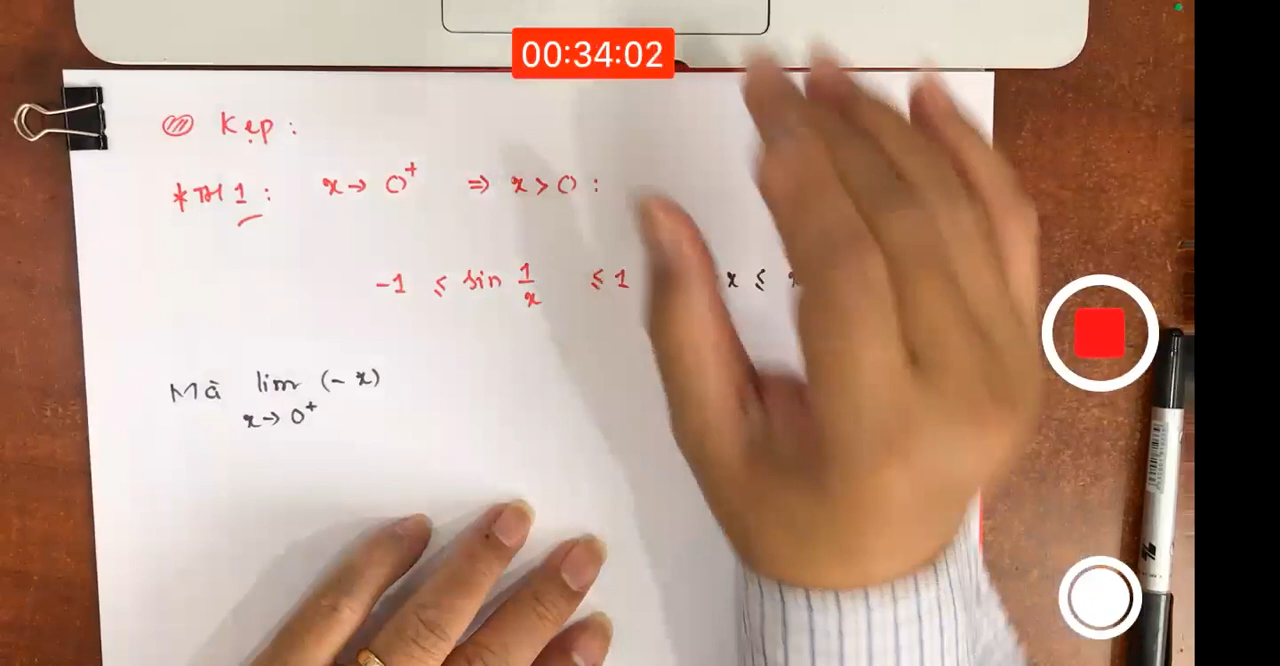 00:34:02
Kẹp :
* TH 1 : x → 0⁺ ⇒ x > 0 :
-1 ≤ sin 1/x ≤ 1 x ≤
Mà lim (- x)
x → 0⁺